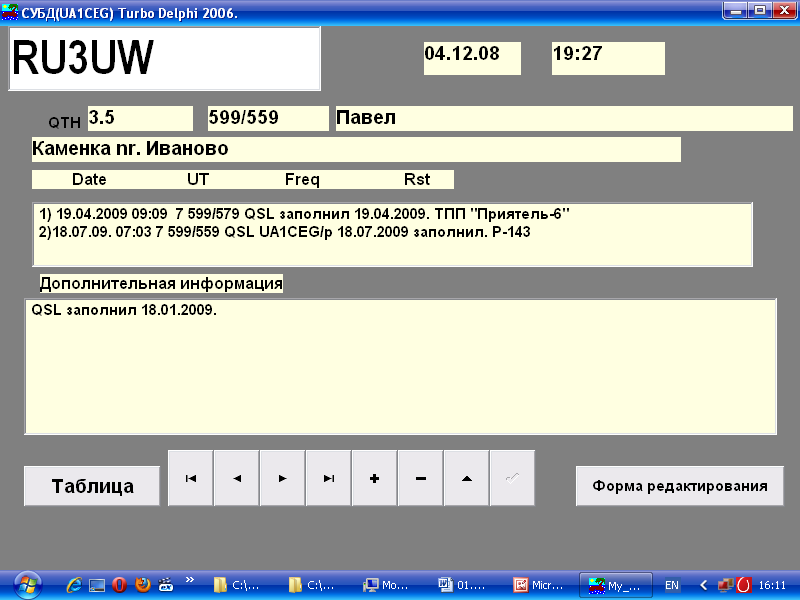 СУБД(UA1CEG) Turbo Delphi 2006.
RU3UW
04.12.08 19:27
QTH 3.5 599/559 Павел
Каменка nr. Иваново
Date UT Freq Rst
1) 19.04.2009 09:09 7 599/579 QSL заполнил 19.04.2009. ТПП "Приятель-6"
2)18.07.09. 07:03 7 599/559 QSL UA1CEG/p 18.07.2009 заполнил. Р-143
Дополнительная информация
QSL заполнил 18.01.2009.
Таблица
Форма редактирования
C:\... C:\... Mo... 01.... Micr... My_... EN 16:11